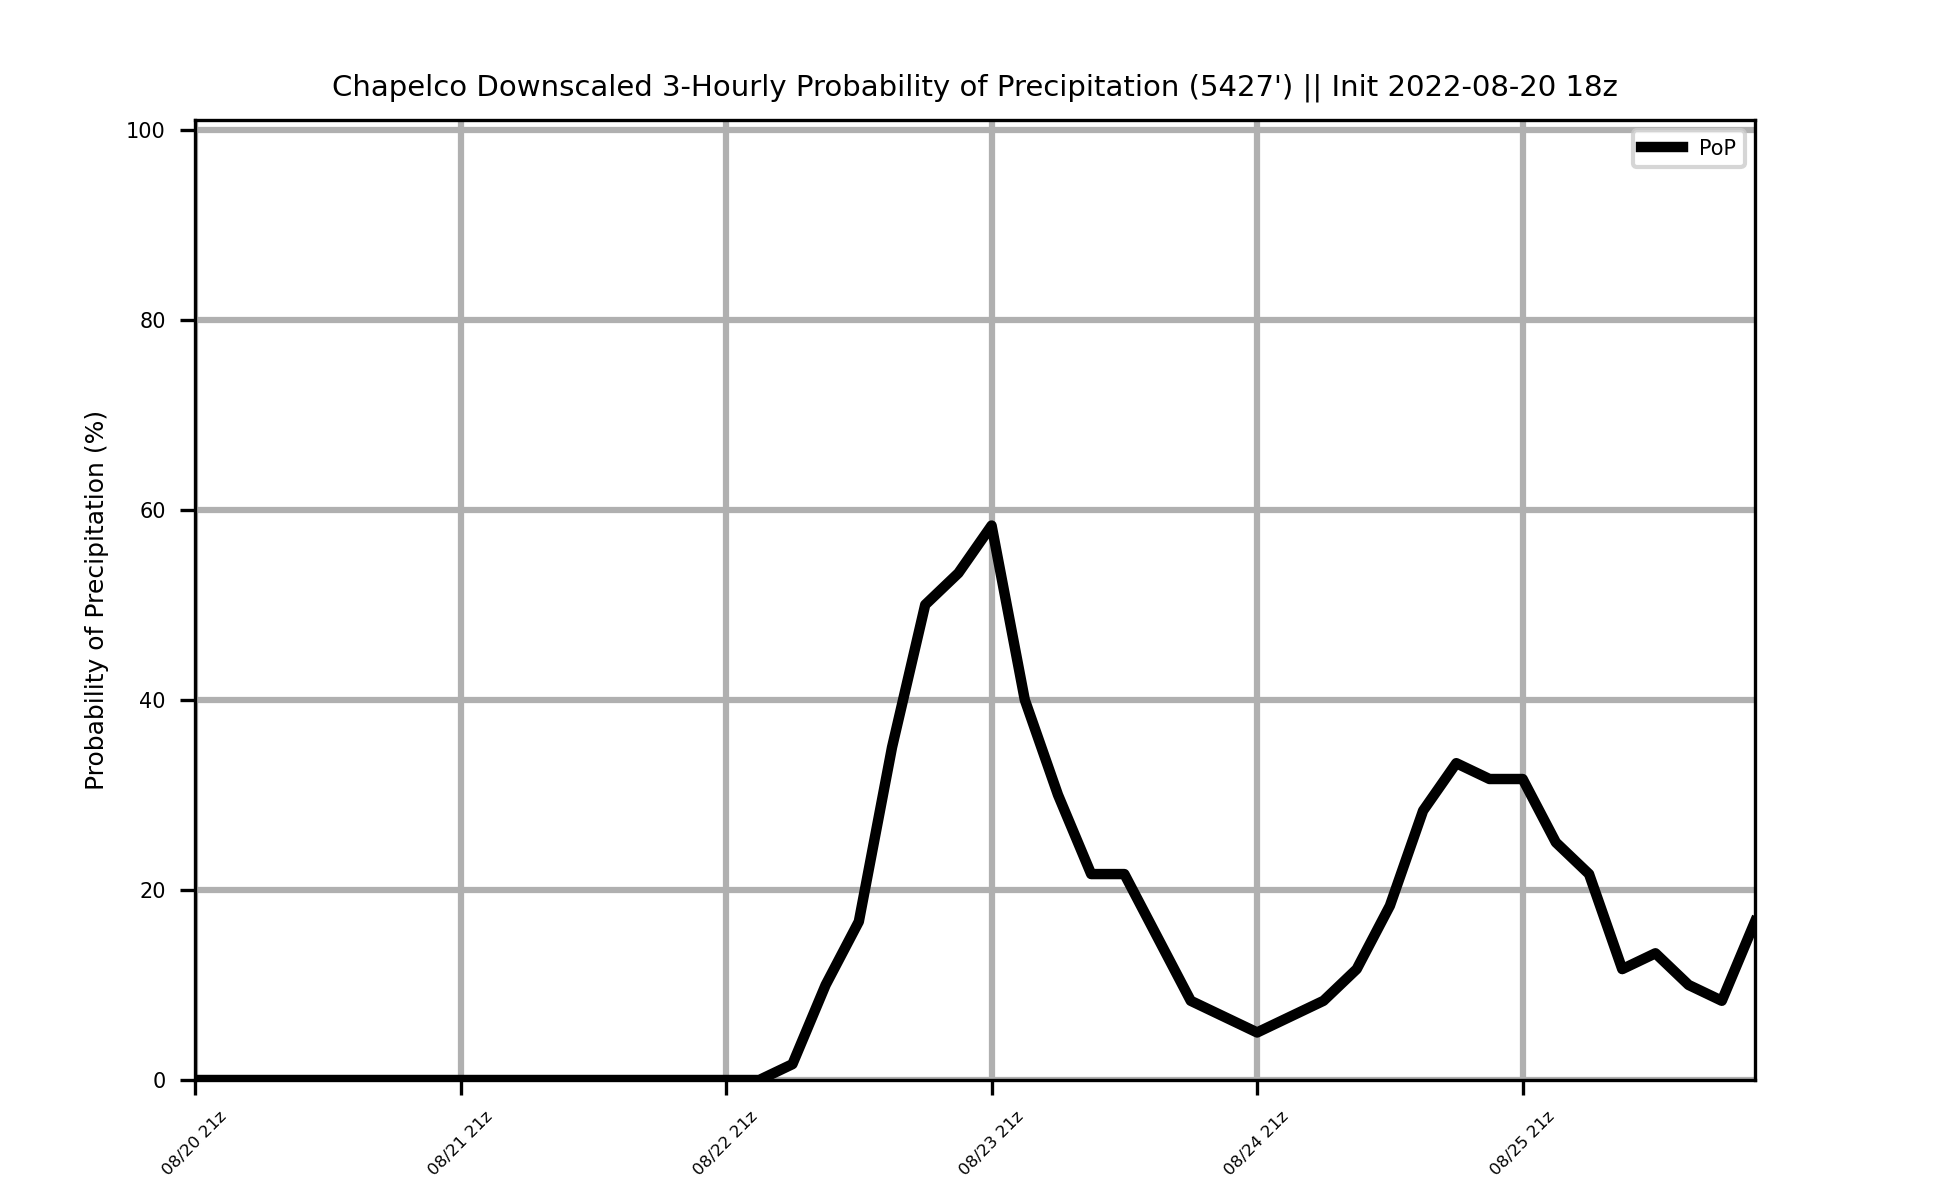 Chapelco Downscaled 3-Hourly Probability of Precipitation (5427') || Init 2022-08-20 18z
PoP
Probability of Precipitation (%)
100
80
60
40
20
0
08/20 21z
08/21 21z
08/22 21z
08/23 21z
08/24 21z
08/25 21z